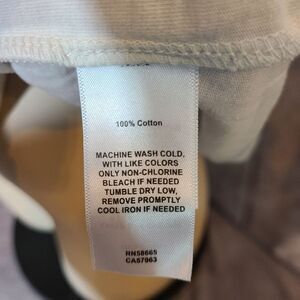 100% Cotton
MACHINE WASH COLD,
WITH LIKE COLORS
ONLY NON-CHLORINE
BLEACH IF NEEDED
TUMBLE DRY LOW,
REMOVE PROMPTLY
COOL IRON IF NEEDED
RN58665
CA57963